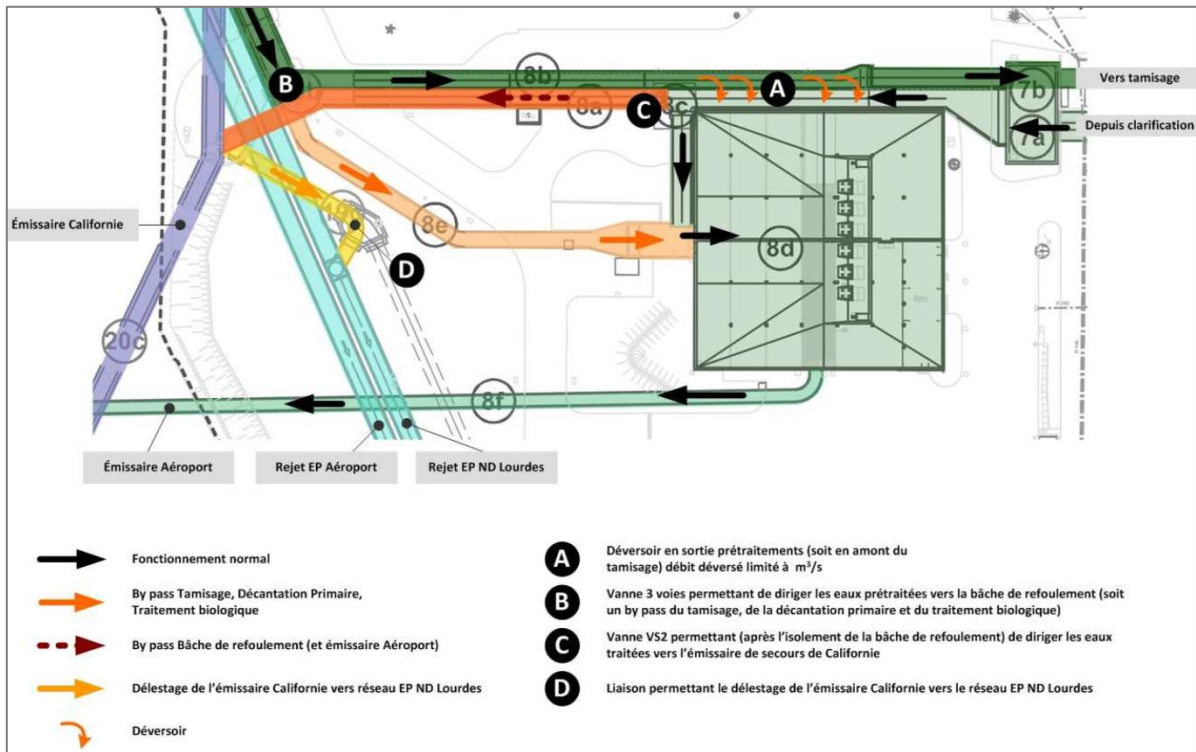 B
8b
A
7b
Vers tamisage
8a
C
Depuis clarification
7a
Émissaire Californie
8e
8d
D
20c
8f
Émissaire Aéroport
Rejet EP Aéroport
Rejet EP ND Lourdes
Fonctionnement normal
By pass Tamisage, Décantation Primaire,
Traitement biologique
By pass Bâche de refoulement (et émissaire Aéroport)
Délestage de l'émissaire Californie vers réseau EP ND Lourdes
Déversoir
A
Déversoir en sortie prétraitements (soit en amont du
tamisage) débit déversé limité à m³/s
B
Vanne 3 voies permettant de diriger les eaux prétraitées vers la bâche de refoulement (soit
un by pass du tamisage, de la décantation primaire et du traitement biologique)
C
Vanne VS2 permettant (après l'isolement de la bâche de refoulement) de diriger les eaux
traitées vers l'émissaire de secours de Californie
D
Liaison permettant le délestage de l'émissaire Californie vers le réseau EP ND Lourdes